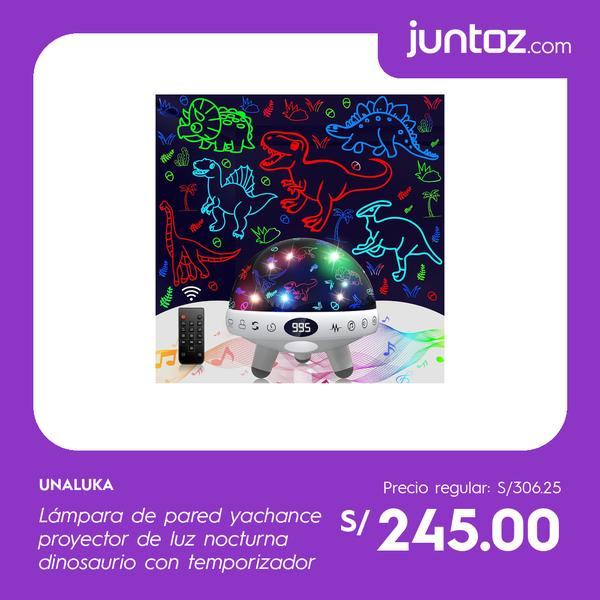 juntoz.com
995
UNALUKA
Lámpara de pared yachance
proyector de luz nocturna
dinosaurio con temporizador
Precio regular: S/306.25
S/245.00